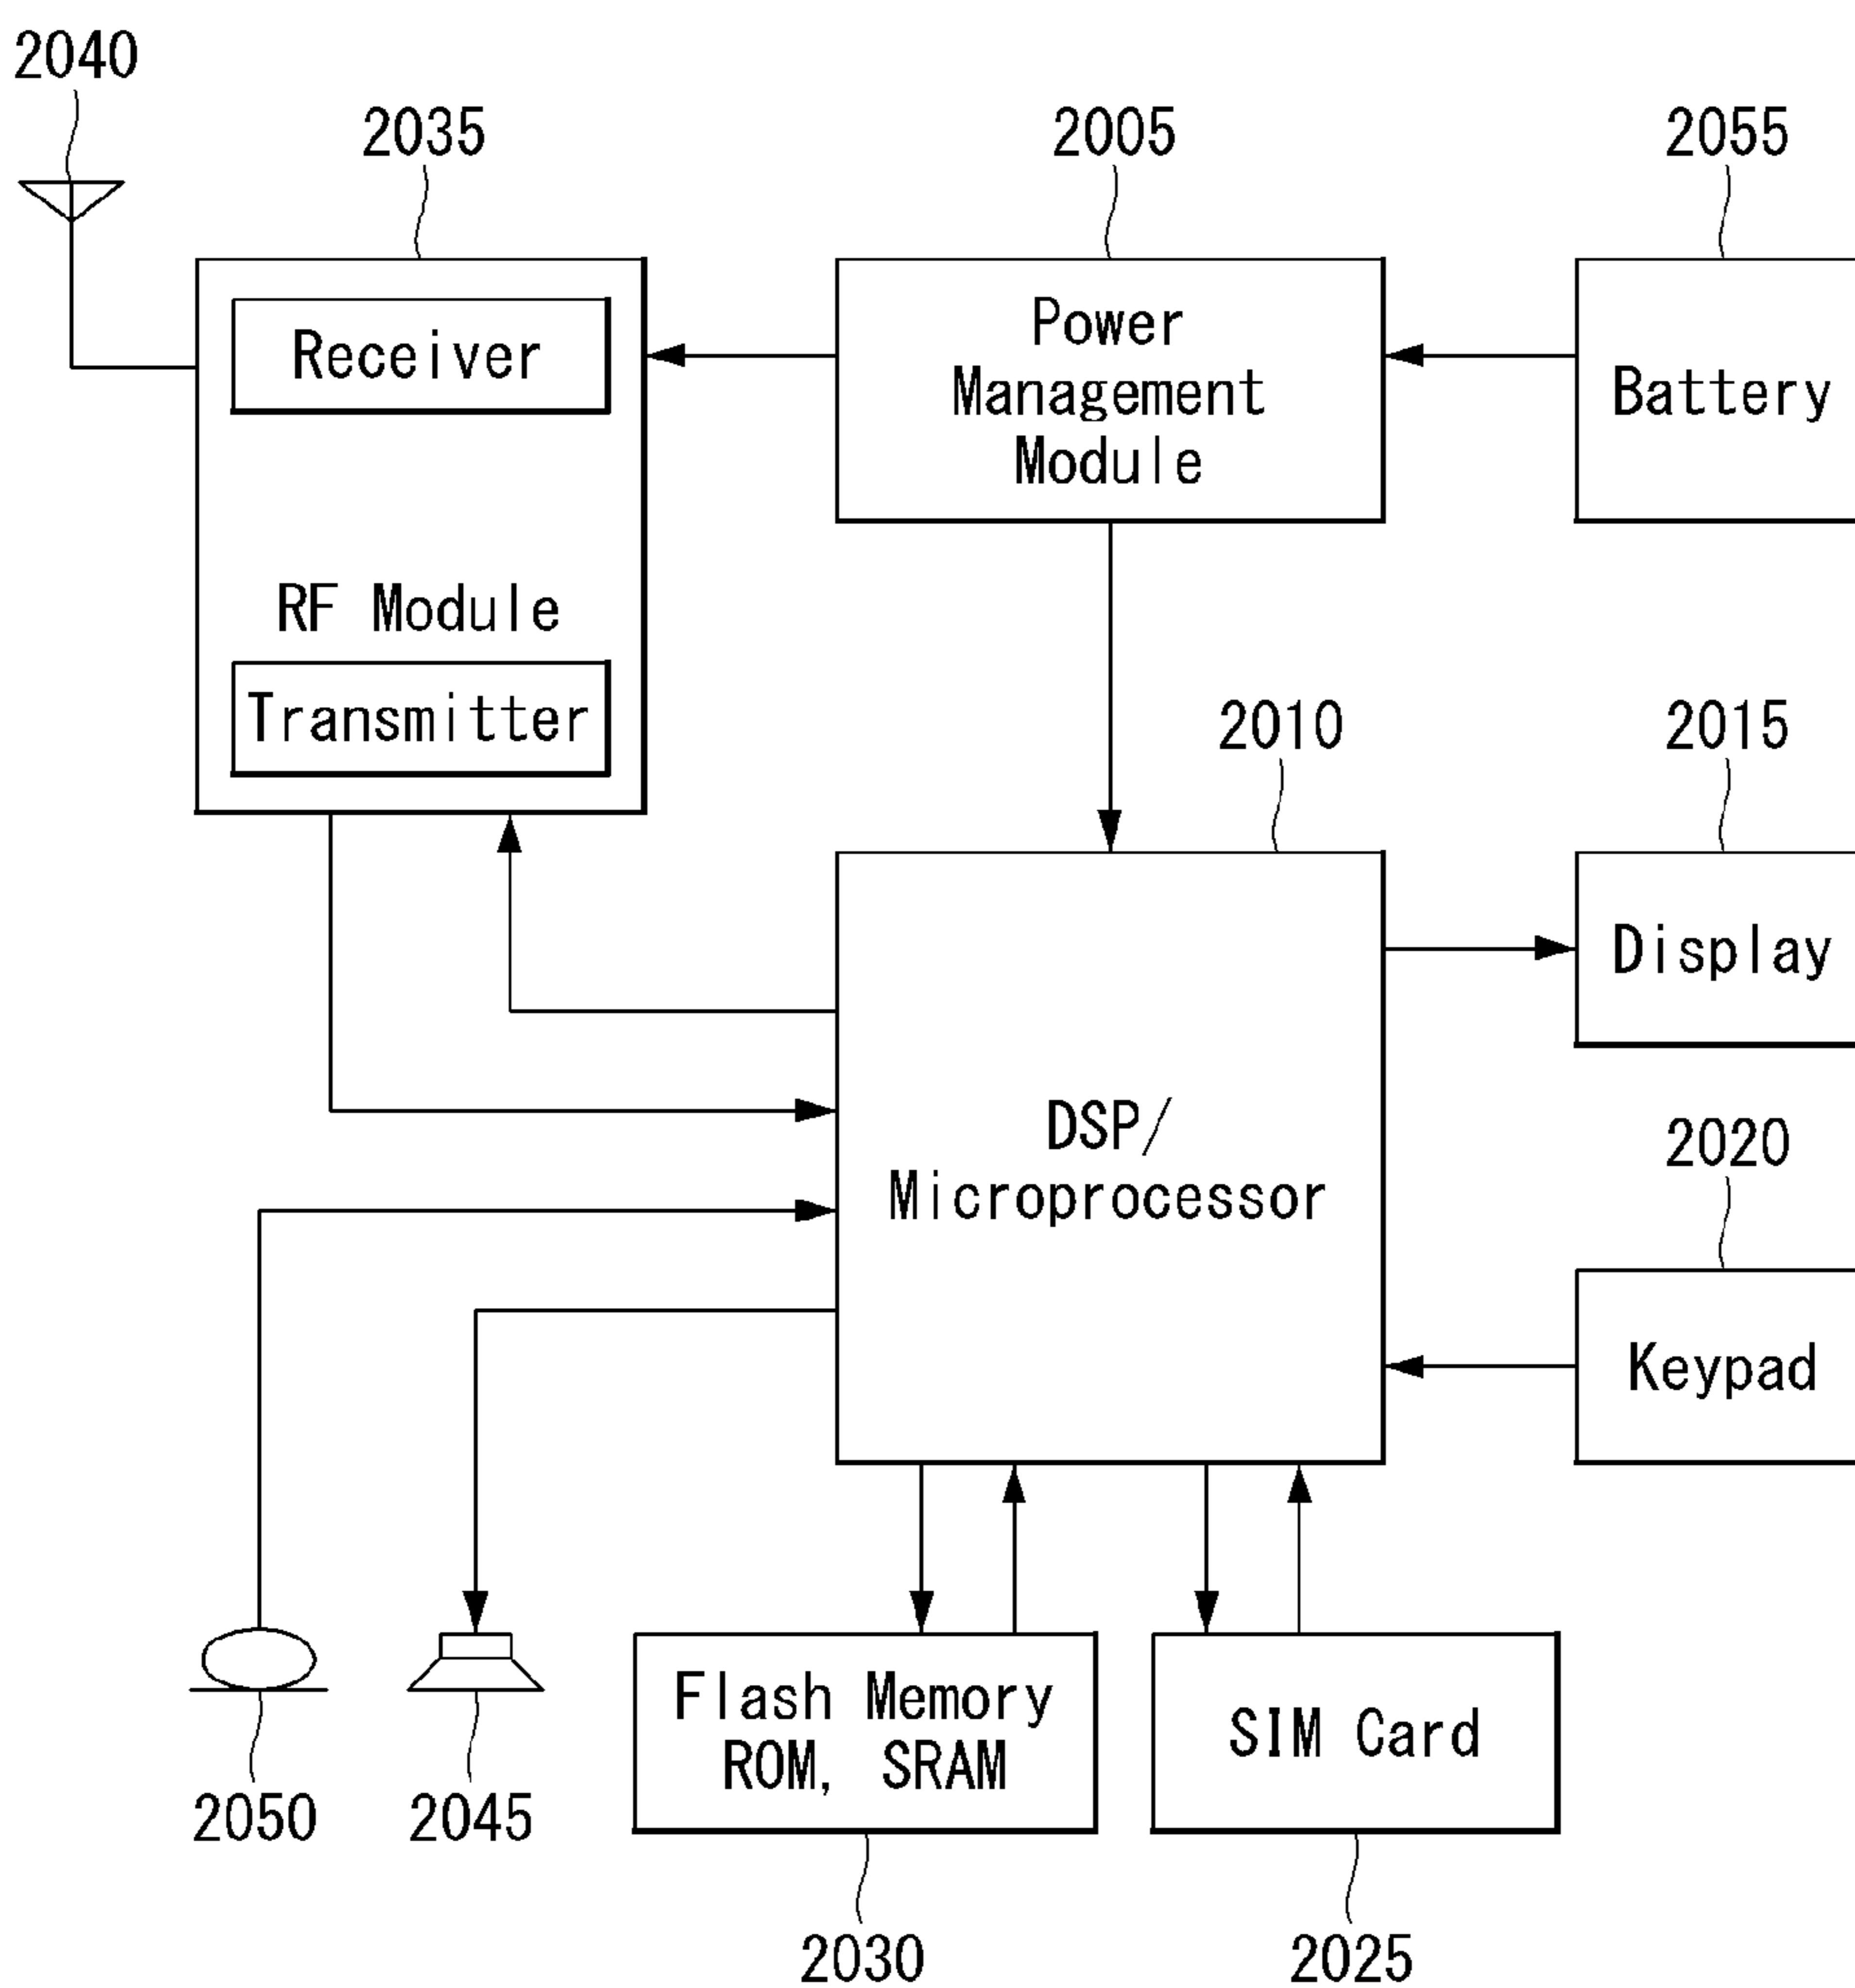 2040
2035
2005
2055
Receiver
Power
Management
Module
Battery
RF Module
Transmitter
2010
2015
Display
DSP/
Microprocessor
2020
Keypad
Flash Memory
ROM, SRAM
SIM Card
2050
2045
2030
2025